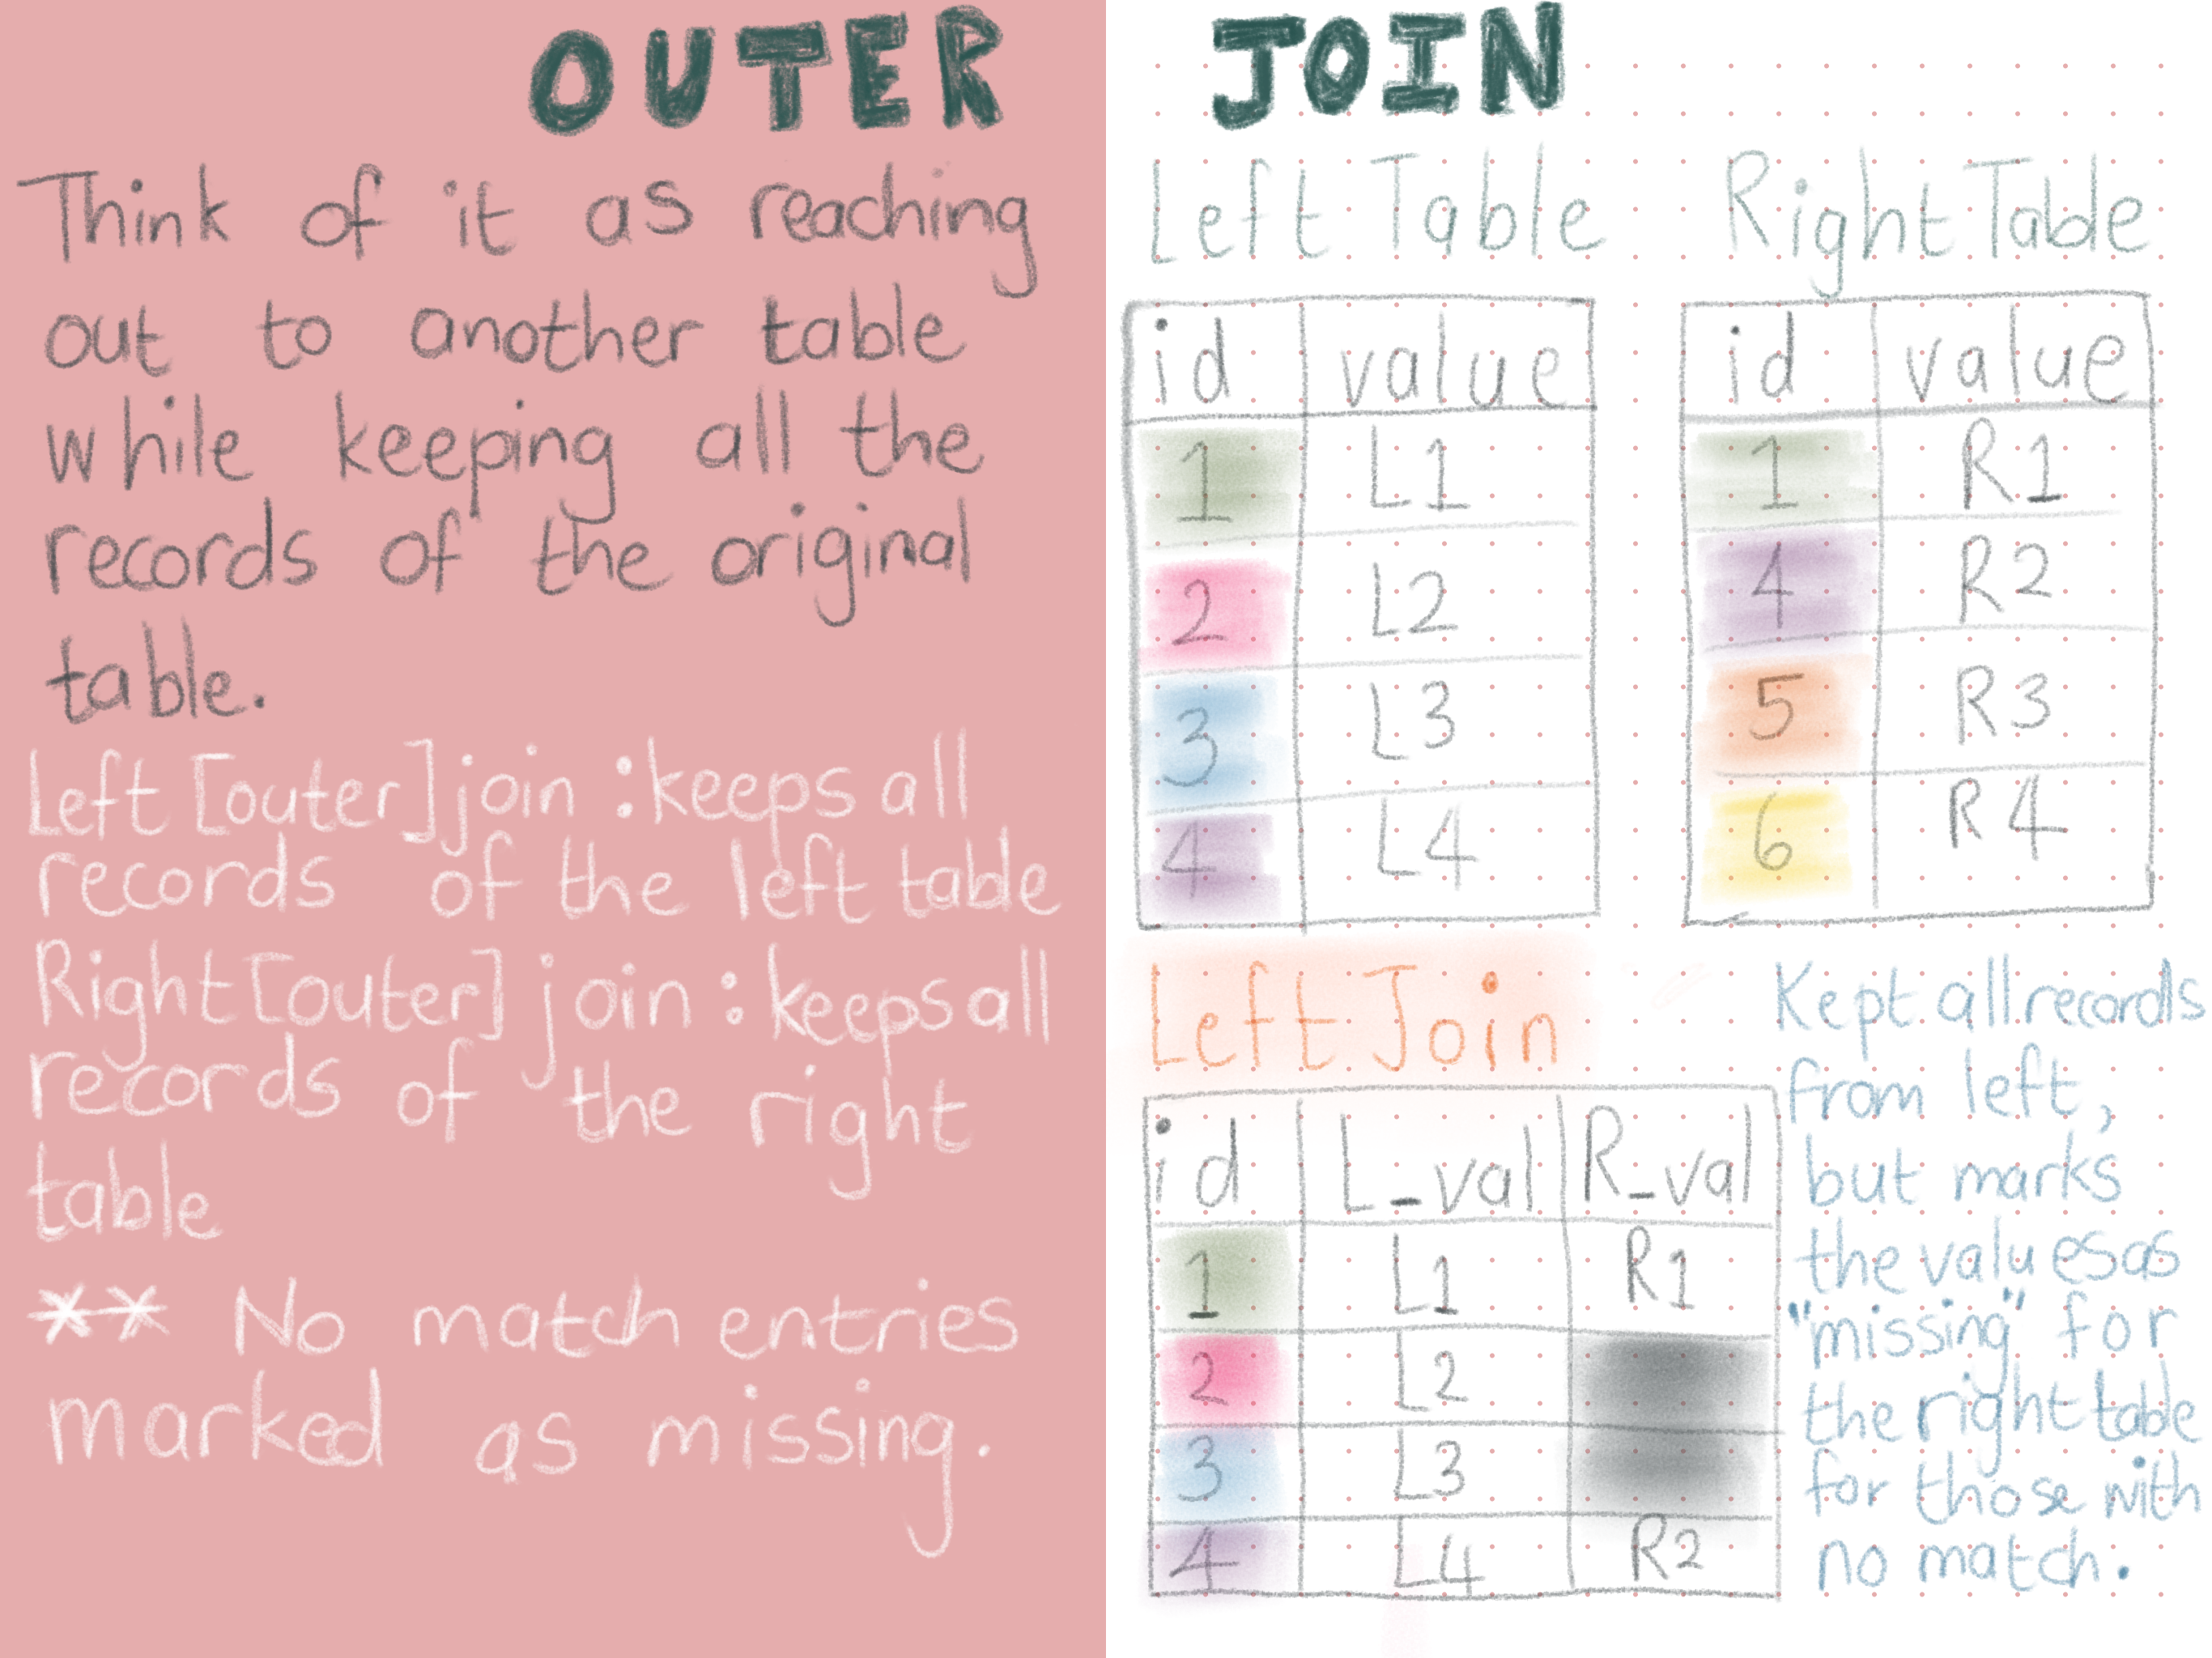 OUTER JOIN
Think of it as reaching
out to another table
while keeping all the
records of the original
table.
Left [outer] join : keeps all
records of the left table
Right [outer] join : keeps all
records of the right
table
** No match entries
marked as missing.
Left Table
id value
1 L1
2 L2
3 L3
4 L4
Right Table
id value
1 R1
4 R2
5 R3
6 R4
Left Join
id L_val R_val
1 L1 R1
2 L2
3 L3
4 L4 R2
Kept all records
from left,
but marks
the values as
"missing" for
the right table
for those with
no match.